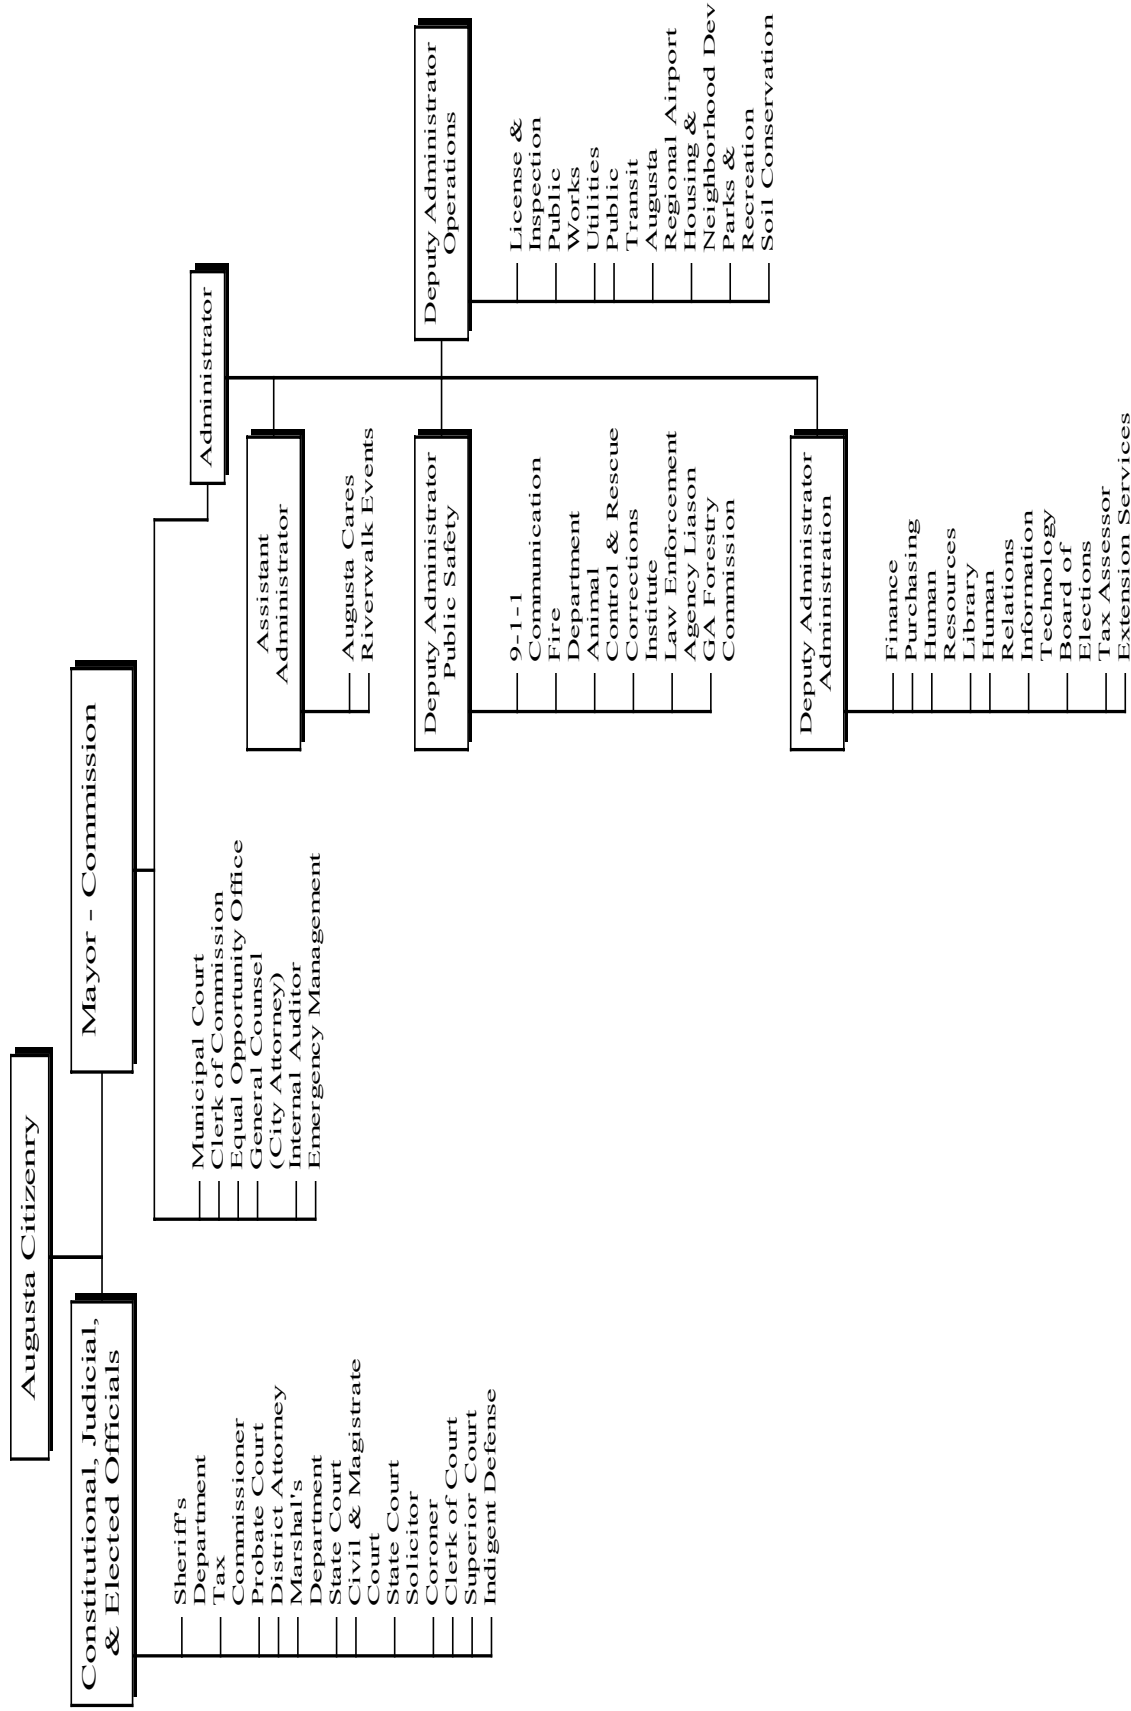 Augusta Citizenry
Constitutional, Judicial,
& Elected Officials
Sheriff's
Department
Tax
Commissioner
Probate Court
District Attorney
Marshal's
Department
State Court
Civil & Magistrate
Court
State Court
Solicitor
Coroner
Clerk of Court
Superior Court
Indigent Defense
Mayor - Commission
Municipal Court
Clerk of Commission
Equal Opportunity Office
General Counsel
(City Attorney)
Internal Auditor
Emergency Management
Administrator
Assistant
Administrator
Augusta Cares
Riverwalk Events
Deputy Administrator
Public Safety
9-1-1
Communication
Fire
Department
Animal
Control & Rescue
Corrections
Institute
Law Enforcement
Agency Liason
GA Forestry
Commission
Deputy Administrator
Operations
License &
Inspection
Public
Works
Utilities
Public
Transit
Augusta
Regional Airport
Housing &
Neighborhood Dev
Parks &
Recreation
Soil Conservation
Deputy Administrator
Administration
Finance
Purchasing
Human
Resources
Library
Human
Relations
Information
Technology
Board of
Elections
Tax Assessor
Extension Services